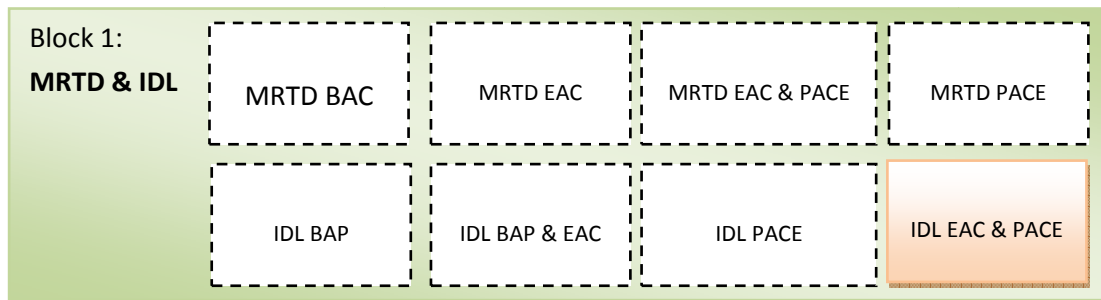 Block 1:
MRTD & IDL
MRTD BAC
MRTD EAC
MRTD EAC & PACE
MRTD PACE
IDL BAP
IDL BAP & EAC
IDL PACE
IDL EAC & PACE